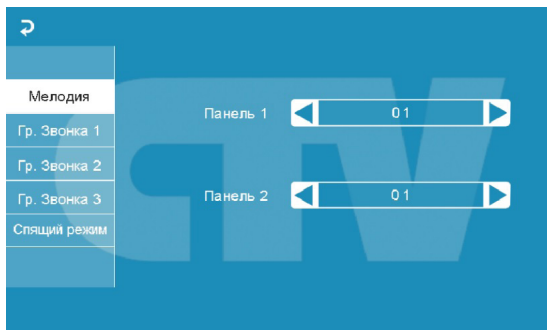 CTV
Мелодия
Гр. Звонка 1
Гр. Звонка 2
Гр. Звонка 3
Спящий режим
Панель 1
01
Панель 2
01